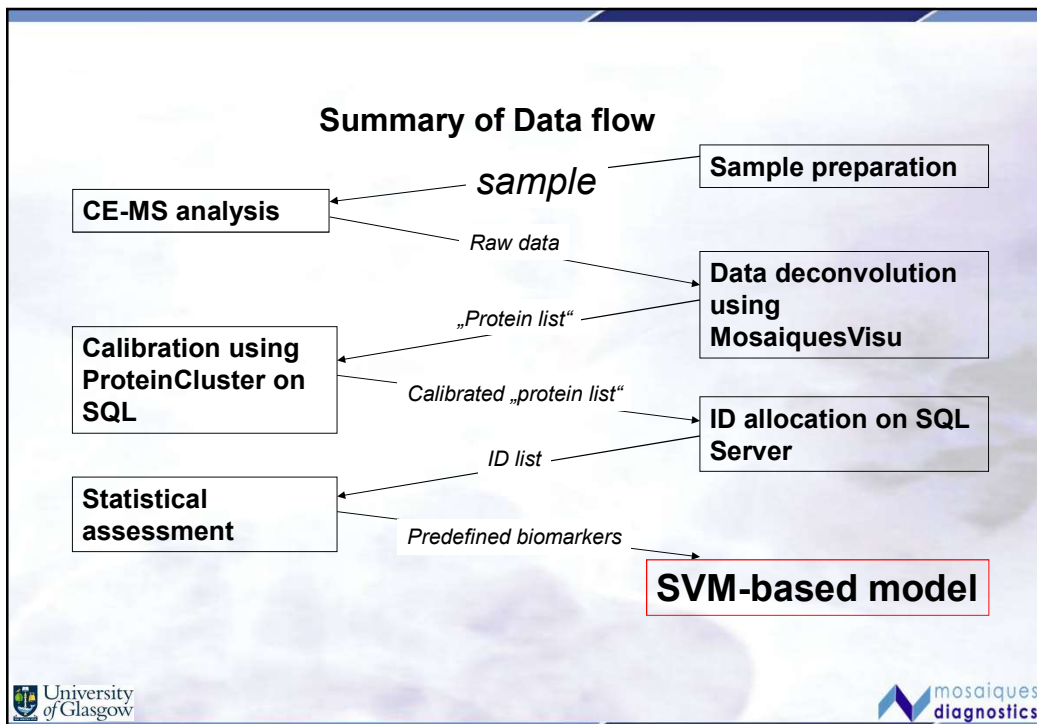 Summary of Data flow
Sample preparation
sample
CE-MS analysis
Raw data
Data deconvolution
using
MosaiquesVisu
„Protein list“
Calibration using
ProteinCluster on
SQL
Calibrated „protein list“
ID allocation on SQL
Server
ID list
Statistical
assessment
Predefined biomarkers
SVM-based model
University
of Glasgow
mosaiques
diagnostics